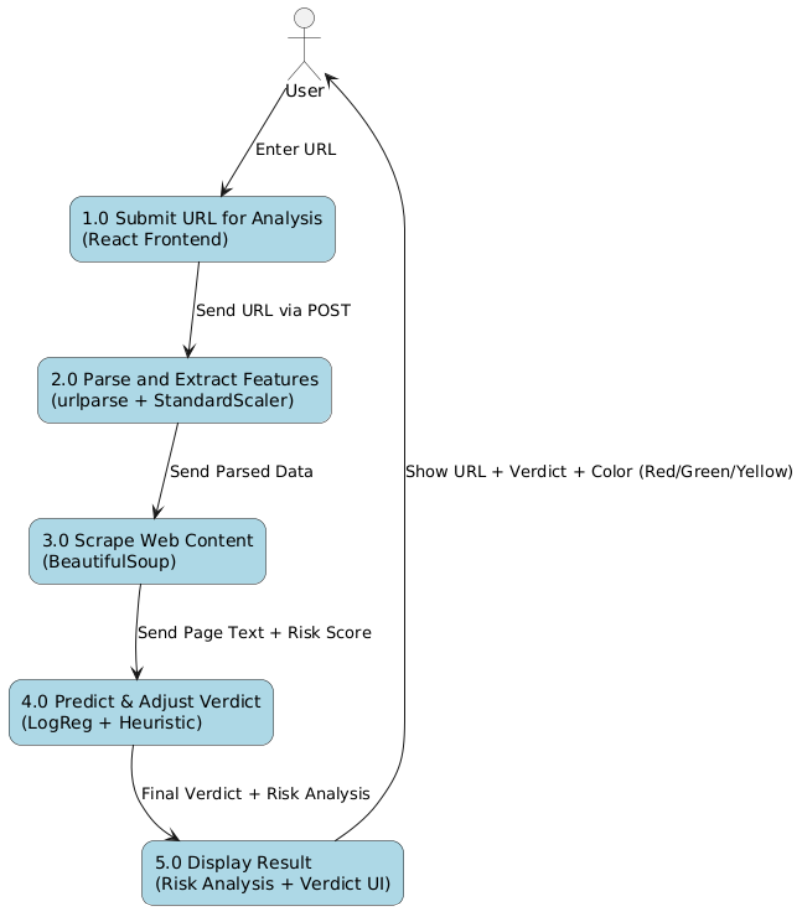 User
Enter URL
1.0 Submit URL for Analysis
(React Frontend)
Send URL via POST
2.0 Parse and Extract Features
(urlparse + StandardScaler)
Send Parsed Data
Show URL + Verdict + Color (Red/Green/Yellow)
3.0 Scrape Web Content
(BeautifulSoup)
Send Page Text + Risk Score
4.0 Predict & Adjust Verdict
(LogReg + Heuristic)
Final Verdict + Risk Analysis
5.0 Display Result
(Risk Analysis + Verdict UI)